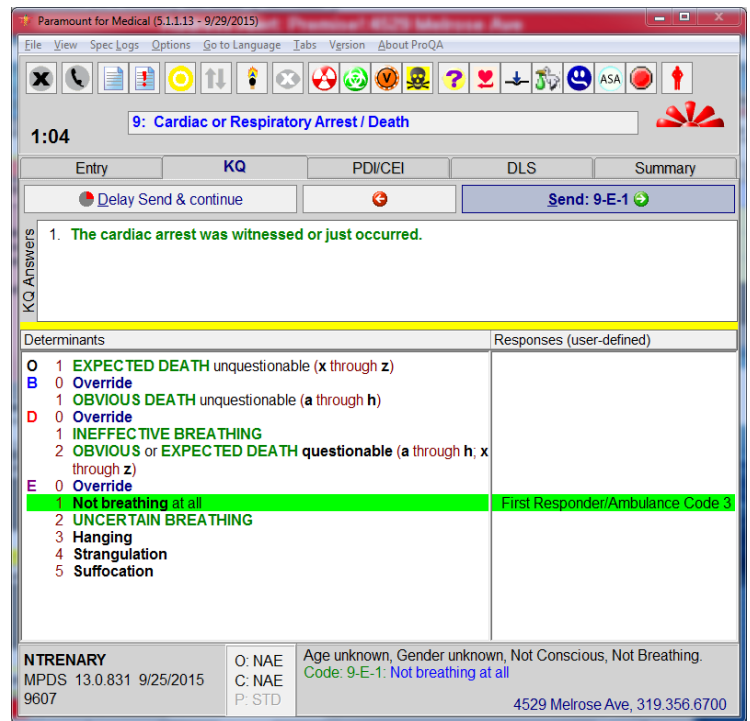 Paramount for Medical (5.1.1.13 - 9/29/2015)
File View Spec Logs Options Go to Language Tabs Version About ProQA
V ? ASA
9: Cardiac or Respiratory Arrest / Death
1:04
Entry KQ PDI/CEI DLS Summary
Delay Send & continue Send: 9-E-1
KQ Answers
1. The cardiac arrest was witnessed or just occurred.
Determinants Responses (user-defined)
O 1 EXPECTED DEATH unquestionable (x through z)
B 0 Override
1 OBVIOUS DEATH unquestionable (a through h)
D 0 Override
1 INEFFECTIVE BREATHING
2 OBVIOUS or EXPECTED DEATH questionable (a through h; x
through z)
E 0 Override
1 Not breathing at all First Responder/Ambulance Code 3
2 UNCERTAIN BREATHING
3 Hanging
4 Strangulation
5 Suffocation
NTRENARY
MPDS 13.0.831 9/25/2015
9607
O: NAE
C: NAE
P: STD
Age unknown, Gender unknown, Not Conscious, Not Breathing.
Code: 9-E-1: Not breathing at all
4529 Melrose Ave, 319.356.6700